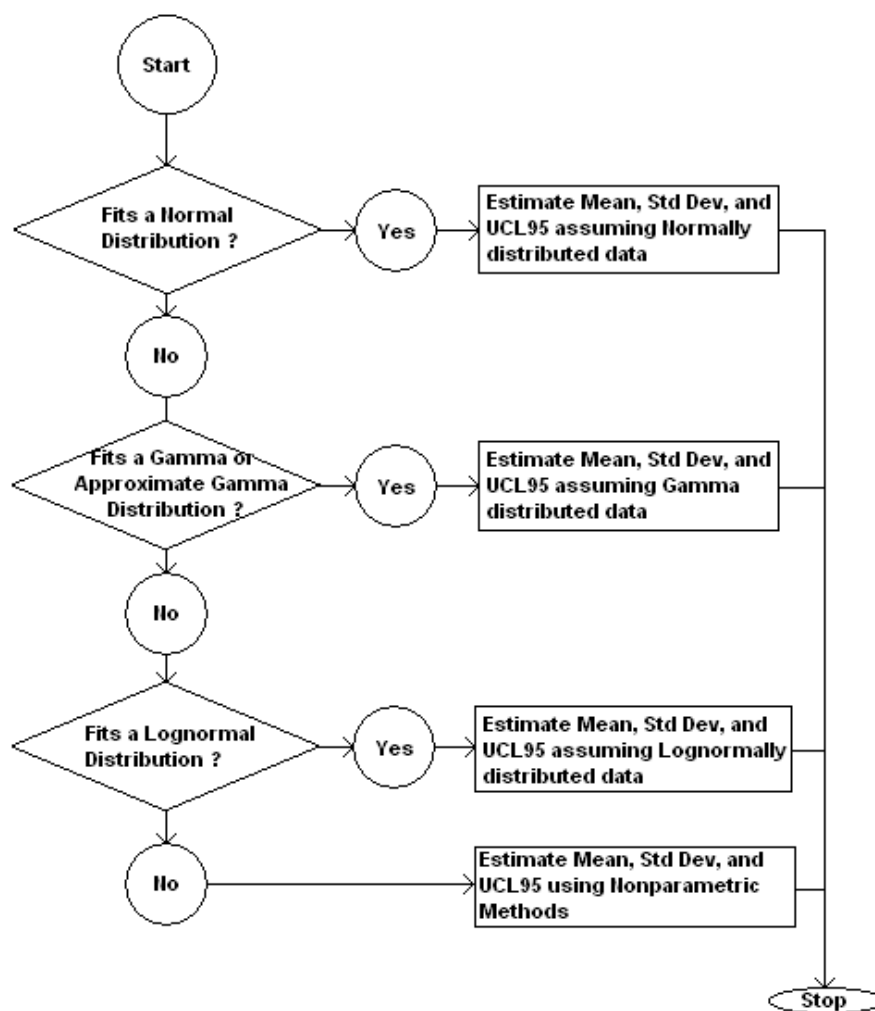 Start
Fits a Normal
Distribution ?
Yes
Estimate Mean, Std Dev, and
UCL95 assuming Normally
distributed data
No
Fits a Gamma or
Approximate Gamma
Distribution ?
Yes
Estimate Mean, Std Dev, and
UCL95 assuming Gamma
distributed data
No
Fits a Lognormal
Distribution ?
Yes
Estimate Mean, Std Dev, and
UCL95 assuming Lognormally
distributed data
No
Estimate Mean, Std Dev, and
UCL95 using Nonparametric
Methods
Stop